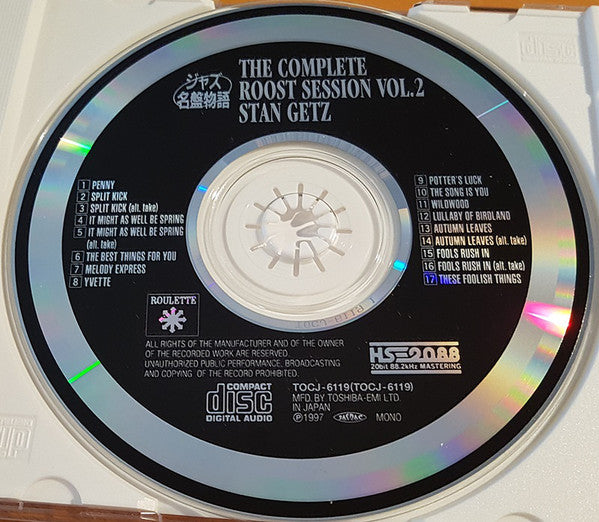 ジャズ
名盤物語
THE COMPLETE
ROOST SESSION VOL.2
STAN GETZ
1 PENNY
2 SPLIT KICK
3 SPLIT KICK (alt. take)
4 IT MIGHT AS WELL BE SPRING
5 IT MIGHT AS WELL BE SPRING
(alt. take)
6 THE BEST THINGS FOR YOU
7 MELODY EXPRESS
8 YVETTE
9 POTTER'S LUCK
10 THE SONG IS YOU
11 WILDWOOD
12 LULLABY OF BIRDLAND
13 AUTUMN LEAVES
14 AUTUMN LEAVES (alt. take)
15 FOOLS RUSH IN
16 FOOLS RUSH IN (alt. take)
17 THESE FOOLISH THINGS
ROULETTE
ALL RIGHTS OF THE MANUFACTURER AND OF THE OWNER
OF THE RECORDED WORK ARE RESERVED.
UNAUTHORIZED PUBLIC PERFORMANCE, BROADCASTING
AND COPYING OF THE RECORD PROHIBITED.
HS2088
20bit 88.2kHz MASTERING
COMPACT
disc
DIGITAL AUDIO
TOCJ-6119 (TOCJ-6119)
MFD. BY TOSHIBA-EMI LTD.
IN JAPAN
Ⓟ1997 JASRAC MONO